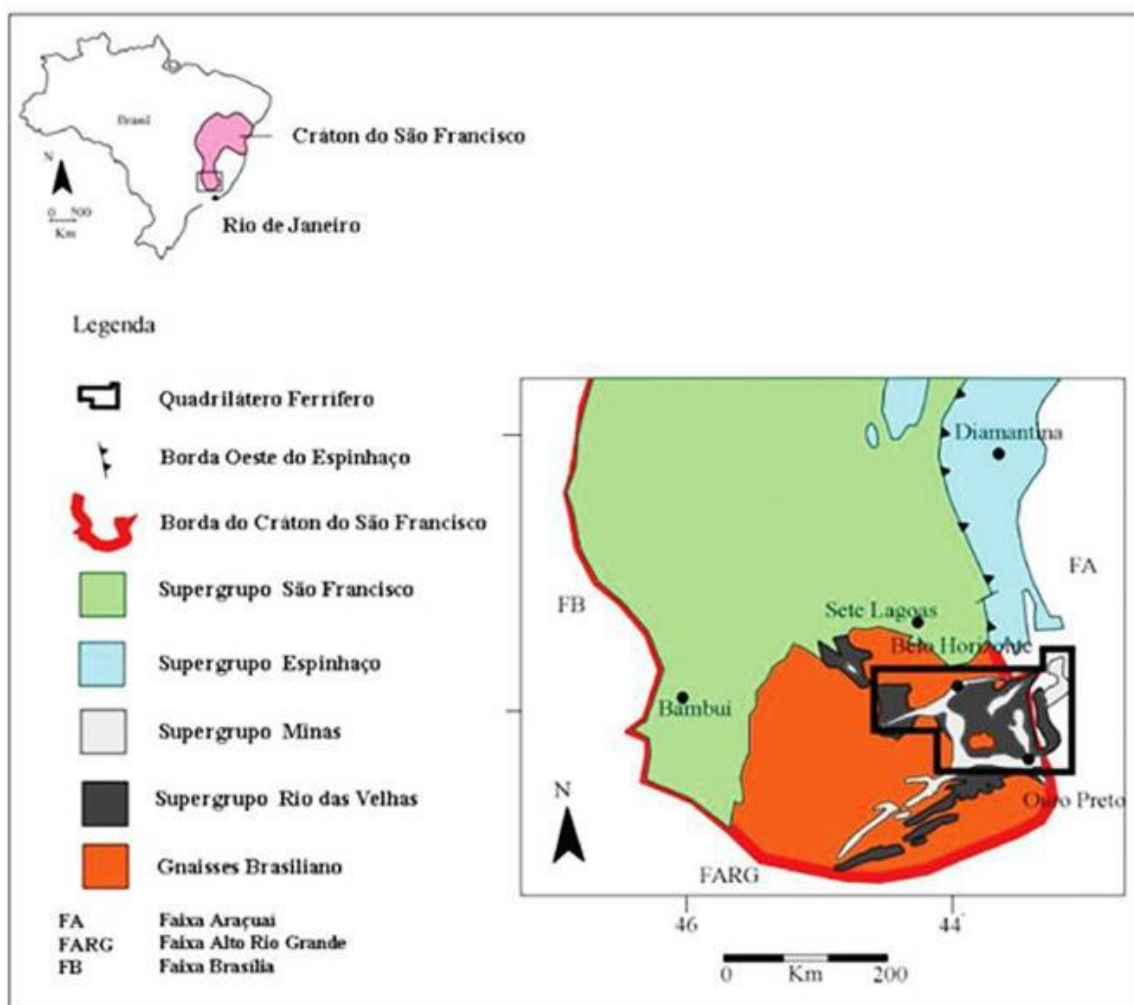 Brasil
N
0 500
Km
Cráton do São Francisco
Rio de Janeiro
Legenda
Quadrilátero Ferrífero
Borda Oeste do Espinhaço
Borda do Cráton do São Francisco
Supergrupo São Francisco
Supergrupo Espinhaço
Supergrupo Minas
Supergrupo Rio das Velhas
Gnaisses Brasiliano
FA Faixa Araçuai
FARG Faixa Alto Rio Grande
FB Faixa Brasília
Diamantina
FA
FB
Sete Lagoas
Belo Horizonte
Bambui
N
Ouro Preto
FARG
46
44
0 Km 200